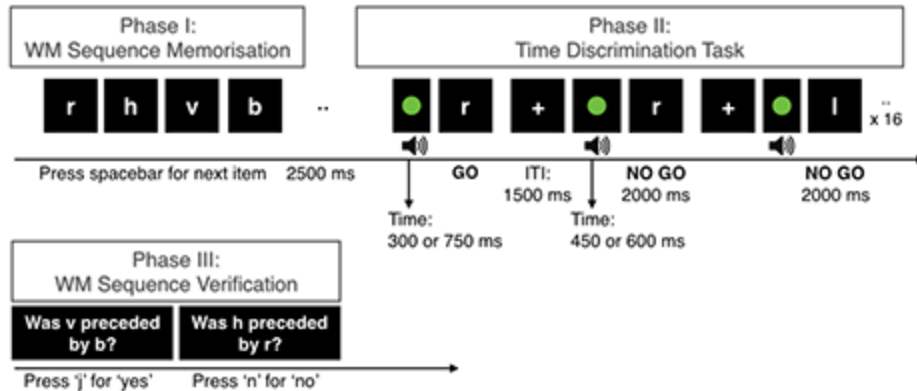 Phase I:
WM Sequence Memorisation
Phase II:
Time Discrimination Task
r h v b .. r + r + l ..
x 16
Press spacebar for next item 2500 ms GO ITI: NO GO NO GO
1500 ms 2000 ms 2000 ms
Time: Time:
300 or 750 ms 450 or 600 ms
Phase III:
WM Sequence Verification
Was v preceded Was h preceded
by b? by r?
Press ‘j’ for ‘yes’ Press ‘n’ for ‘no’